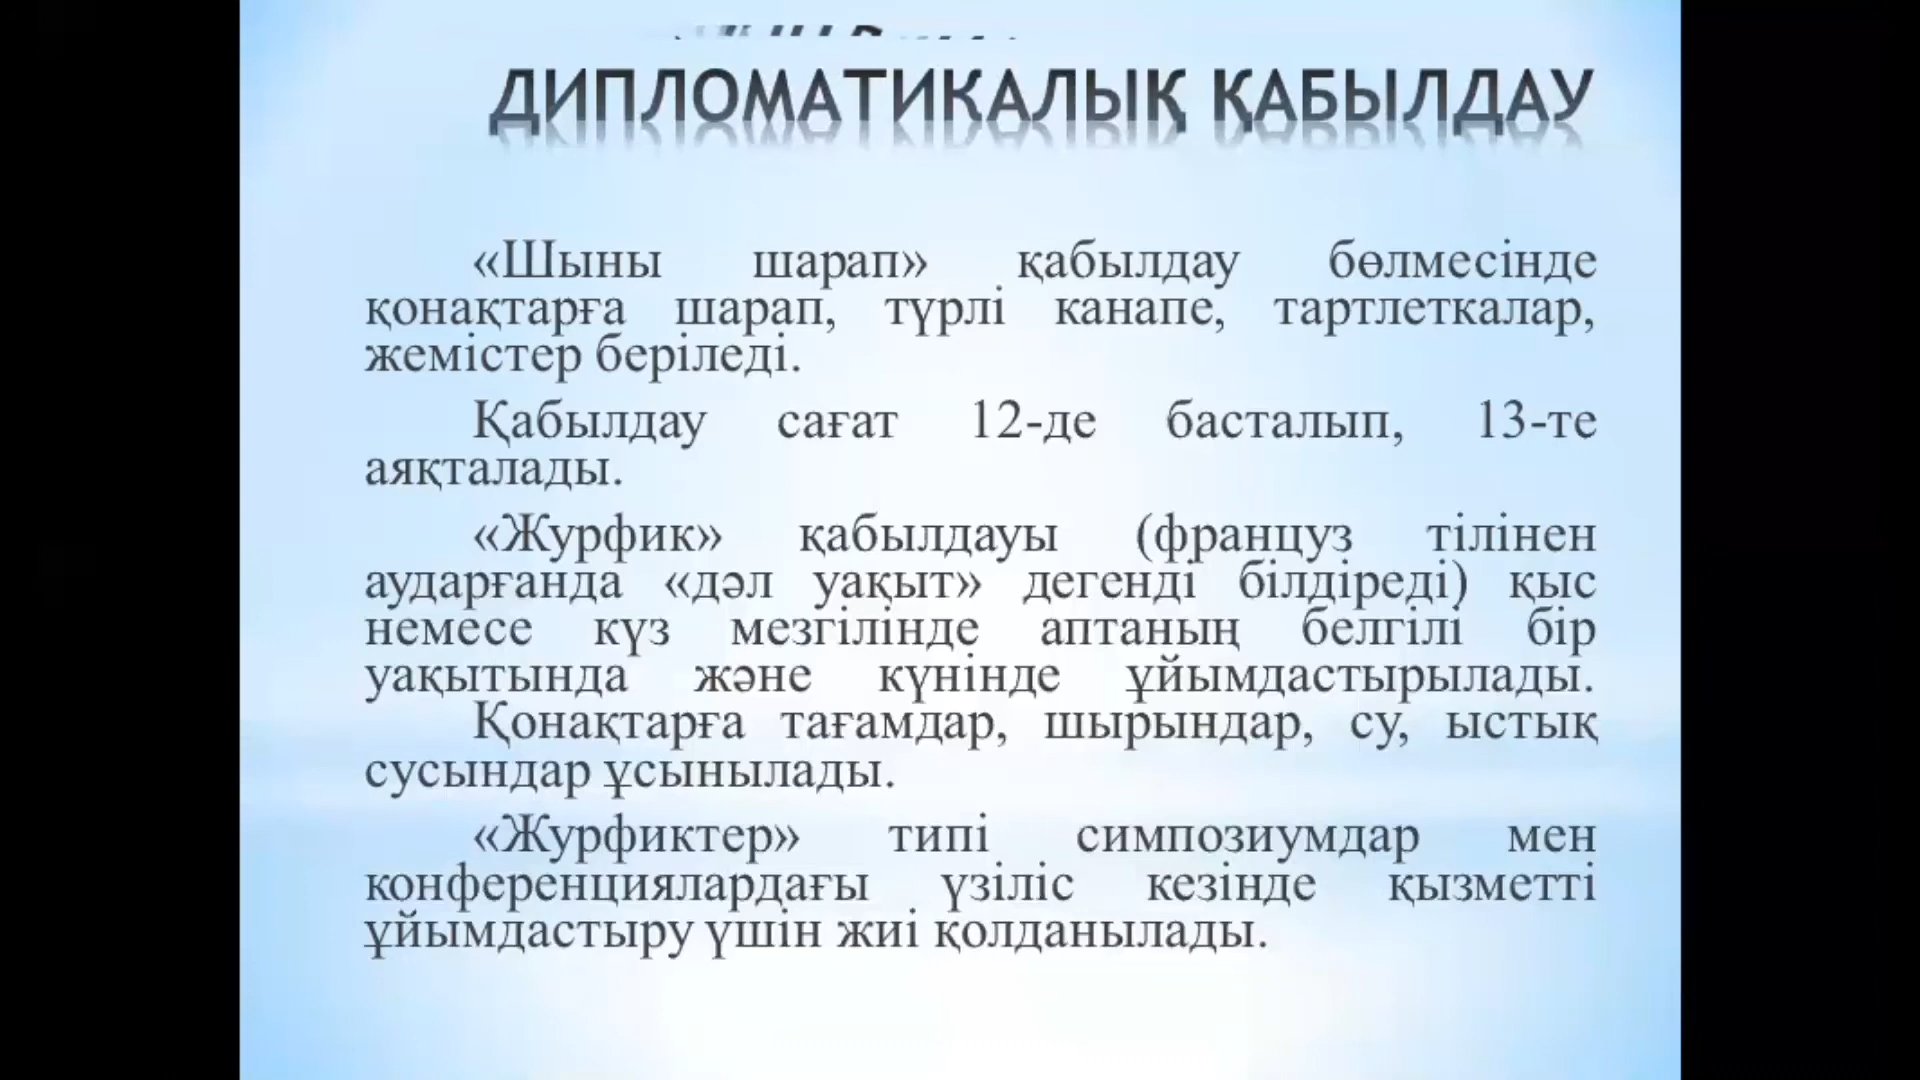 ДИПЛОМАТИКАЛЫҚ ҚАБЫЛДАУ
«Шыны шарап» қабылдау бөлмесінде
қонақтарға шарап, түрлі канапе, тартлеткалар,
жемістер беріледі.
Қабылдау сағат 12-де басталып, 13-те
аяқталады.
«Журфик» қабылдауы (француз тілінен
аударғанда «дәл уақыт» дегенді білдіреді) қыс
немесе күз мезгілінде аптаның белгілі бір
уақытында және күнінде ұйымдастырылады.
Қонақтарға тағамдар, шырындар, су, ыстық
сусындар ұсынылады.
«Журфиктер» типі симпозиумдар мен
конференциялардағы үзіліс кезінде қызметті
ұйымдастыру үшін жиі қолданылады.